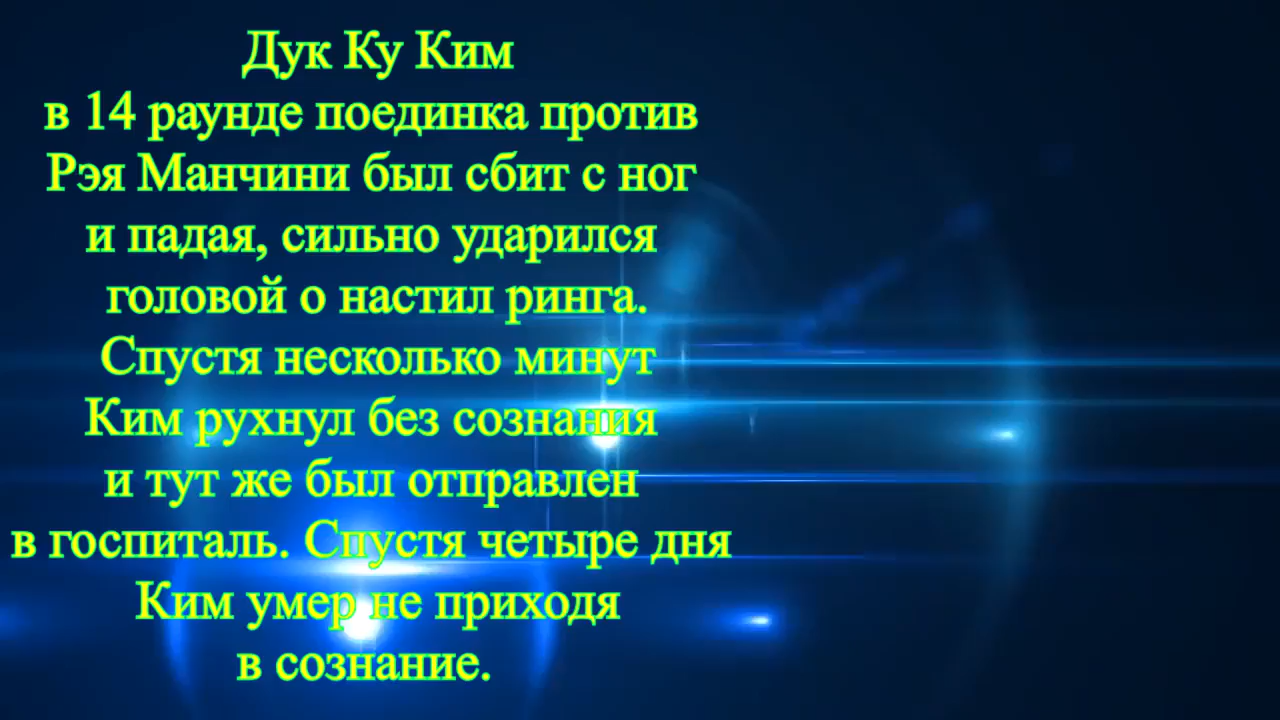 Дук Ку Ким
в 14 раунде поединка против
Рэя Манчини был сбит с ног
и падая, сильно ударился
головой о настил ринга.
Спустя несколько минут
Ким рухнул без сознания
и тут же был отправлен
в госпиталь. Спустя четыре дня
Ким умер не приходя
в сознание.